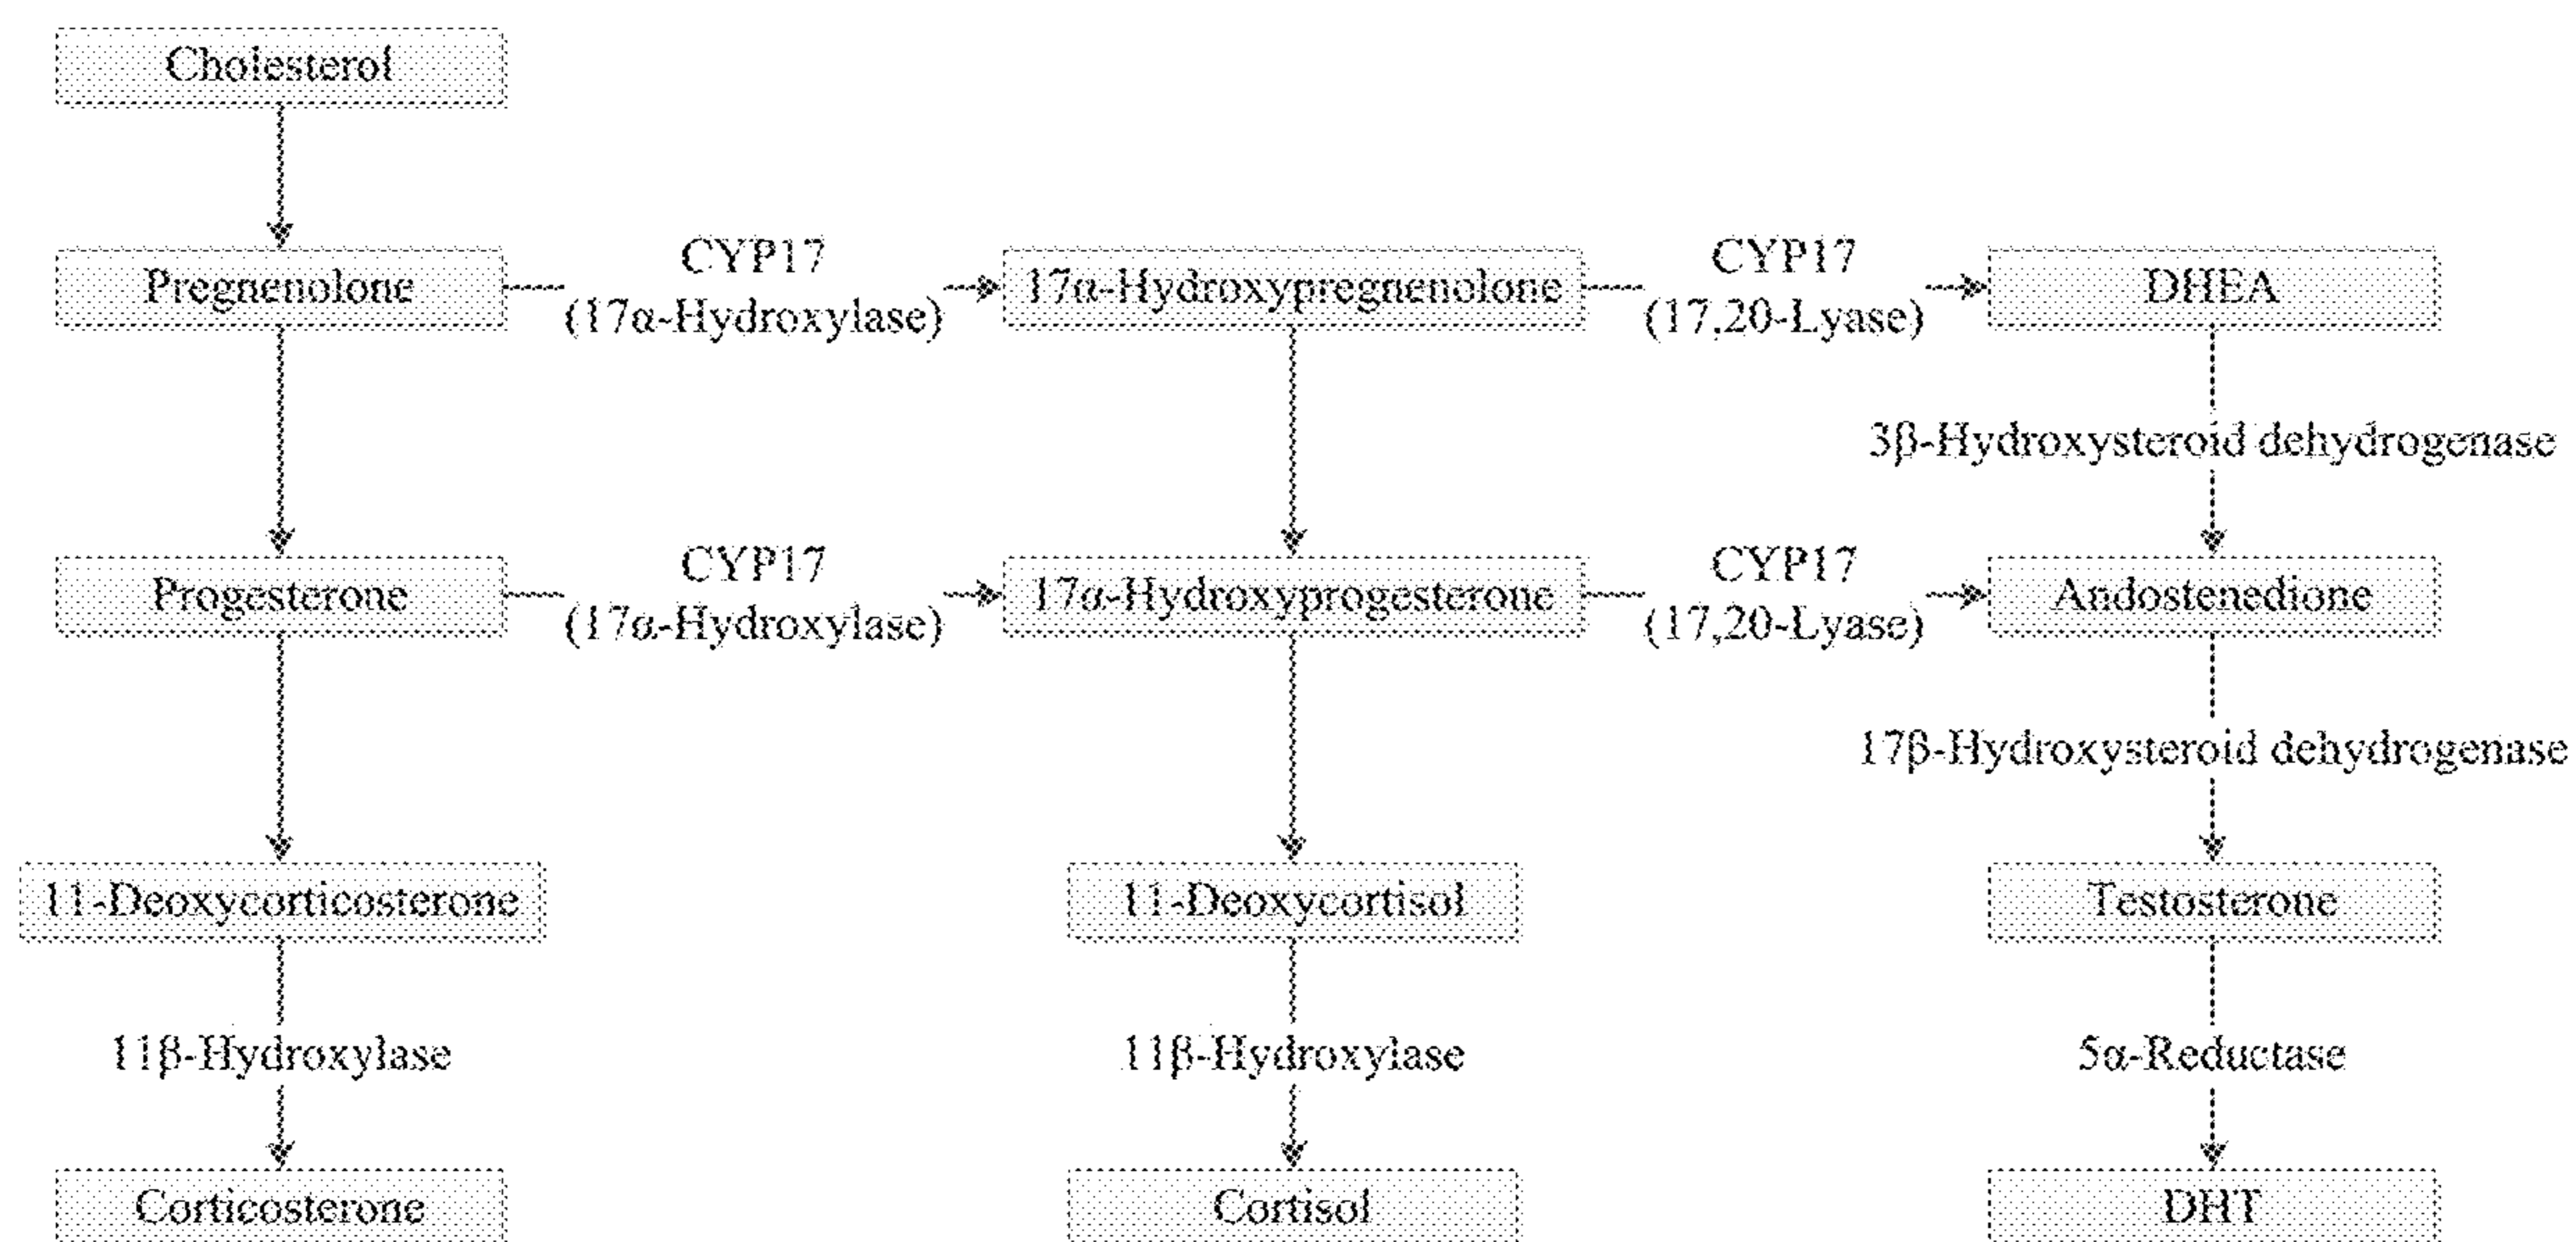 Cholesterol
CYP17
CYP17
Pregnenolone
17α-Hydroxypregnenolone
DHEA
(17α-Hydroxylase)
(17,20-Lyase)
3β-Hydroxysteroid dehydrogenase
CYP17
CYP17
Progesterone
17α-Hydroxyprogesterone
Andostenedione
(17α-Hydroxylase)
(17,20-Lyase)
17β-Hydroxysteroid dehydrogenase
11-Deoxycorticosterone
11-Deoxycortisol
Testosterone
11β-Hydroxylase
11β-Hydroxylase
5α-Reductase
Corticosterone
Cortisol
DHT